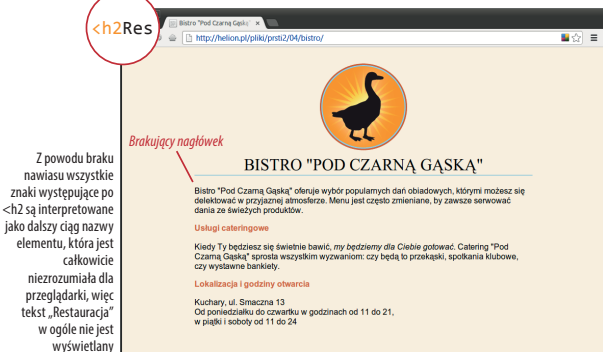 <h2Res
Bistro "Pod Czarną Gąską"
http://helion.pl/pliki/prsti2/04/bistro/
Brakujący nagłówek
Z powodu braku
nawiasu wszystkie
znaki występujące po
<h2 są interpretowane
jako dalszy ciąg nazwy
elementu, która jest
całkowicie
niezrozumiała dla
przeglądarki, więc
tekst „Restauracja”
w ogóle nie jest
wyświetlany
BISTRO "POD CZARNĄ GĄSKĄ"
Bistro "Pod Czarną Gąską" oferuje wybór popularnych dań obiadowych, którymi możesz się
delektować w przyjaznej atmosferze. Menu jest często zmieniane, by zawsze serwować
dania ze świeżych produktów.
Usługi cateringowe
Kiedy Ty będziesz się świetnie bawić, my będziemy dla Ciebie gotować. Catering "Pod
Czarną Gąską" sprosta wszystkim wyzwaniom: czy będą to przekąski, spotkania klubowe,
czy wystawne bankiety.
Lokalizacja i godziny otwarcia
Kuchary, ul. Smaczna 13
Od poniedziałku do czwartku w godzinach od 11 do 21,
w piątki i soboty od 11 do 24